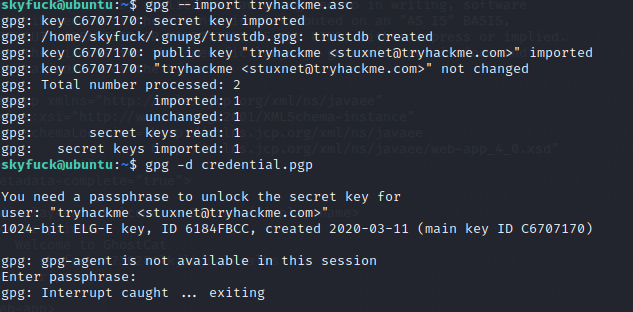 skyfuck@ubuntu:~$ gpg --import tryhackme.asc
gpg: key C6707170: secret key imported
gpg: /home/skyfuck/.gnupg/trustdb.gpg: trustdb created
gpg: key C6707170: public key "tryhackme <stuxnet@tryhackme.com>" imported
gpg: key C6707170: "tryhackme <stuxnet@tryhackme.com>" not changed
gpg: Total number processed: 2
gpg: imported: 1
gpg: unchanged: 1
gpg: secret keys read: 1
gpg: secret keys imported: 1
skyfuck@ubuntu:~$ gpg -d credential.pgp
You need a passphrase to unlock the secret key for
user: "tryhackme <stuxnet@tryhackme.com>"
1024-bit ELG-E key, ID 6184FBCC, created 2020-03-11 (main key ID C6707170)
gpg: gpg-agent is not available in this session
Enter passphrase:
gpg: Interrupt caught ... exiting